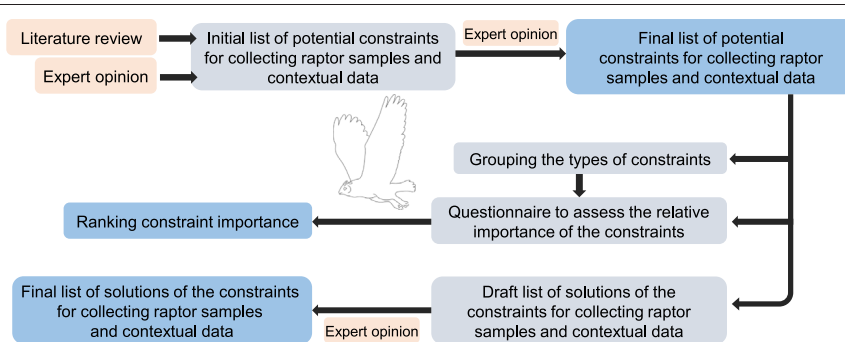 Literature review
Expert opinion
Initial list of potential constraints
for collecting raptor samples and
contextual data
Expert opinion
Final list of potential
constraints for collecting raptor
samples and contextual data
Grouping the types of constraints
Questionnaire to assess the relative
importance of the constraints
Ranking constraint importance
Draft list of solutions of the
constraints for collecting raptor
samples and contextual data
Expert opinion
Final list of solutions of the constraints
for collecting raptor samples
and contextual data